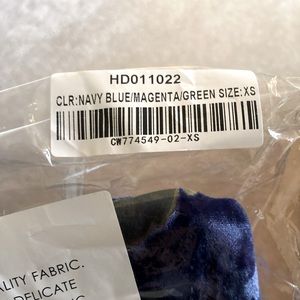 HD011022
CLR:NAVY BLUE/MAGENTA/GREEN SIZE:XS
CW774549-02-XS
ALITY FABRIC.
DELICATE